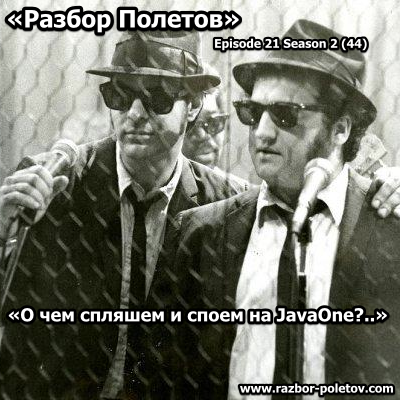 «Разбор Полетов»
Episode 21 Season 2 (44)
«О чем спляшем и споем на JavaOne?..»
www.razbor-poletov.com